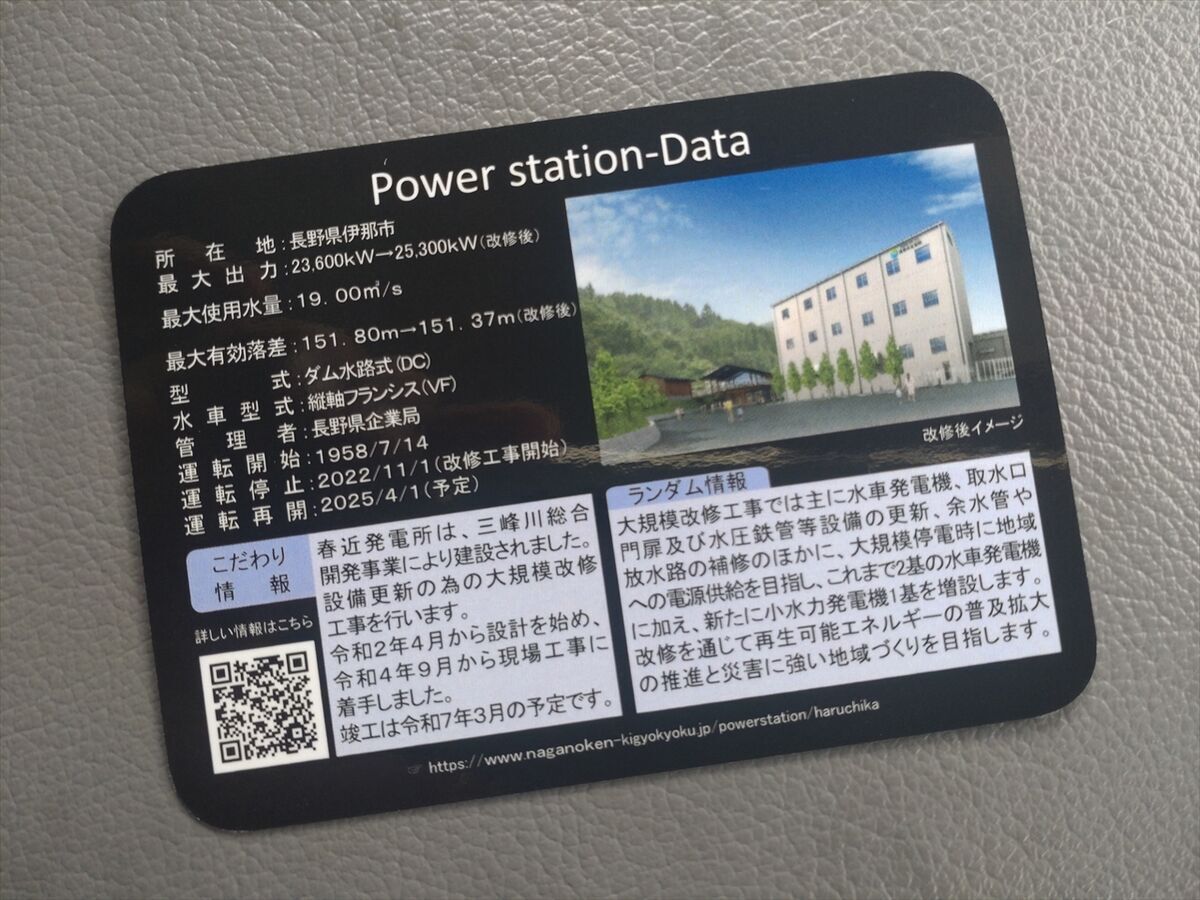 Power station-Data
所在地:長野県伊那市
最大出力:23,600kW→25,300kW(改修後)
最大使用水量:19.00㎥/s
最大有効落差:151.80m→151.37m(改修後)
型式:ダム水路式(DC)
水車型式:縦軸フランシス(VF)
管理者:長野県企業局
運転開始:1958/7/14
運転停止:2022/11/1(改修工事開始)
運転再開:2025/4/1(予定)
改修後イメージ
こだわり
情報
春近発電所は、三峰川総合
開発事業により建設されました。
設備更新の為の大規模改修
工事を行います。
令和2年4月から設計を始め、
令和4年9月から現場工事に
着手しました。
竣工は令和7年3月の予定です。
詳しい情報はこちら
ランダム情報
大規模改修工事では主に水車発電機、取水口
門扉及び水圧鉄管等設備の更新、余水管や
放水路の補修のほかに、大規模停電時に地域
への電源供給を目指し、これまで2基の水車発電機
に加え、新たに小水力発電機1基を増設します。
改修を通じて再生可能エネルギーの普及拡大
の推進と災害に強い地域づくりを目指します。
☞ https://www.naganoken-kigyokyoku.jp/powerstation/haruchika